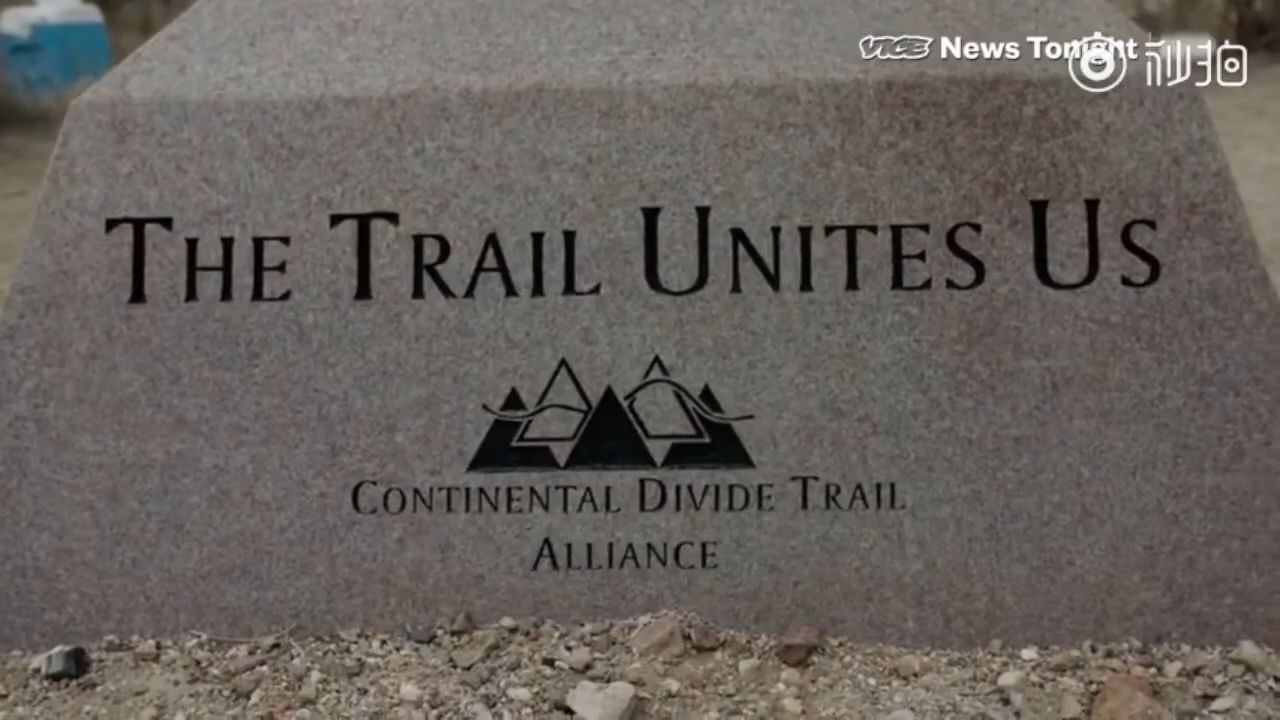 VICE News Tonight
秒拍
THE TRAIL UNITES US
CONTINENTAL DIVIDE TRAIL
ALLIANCE